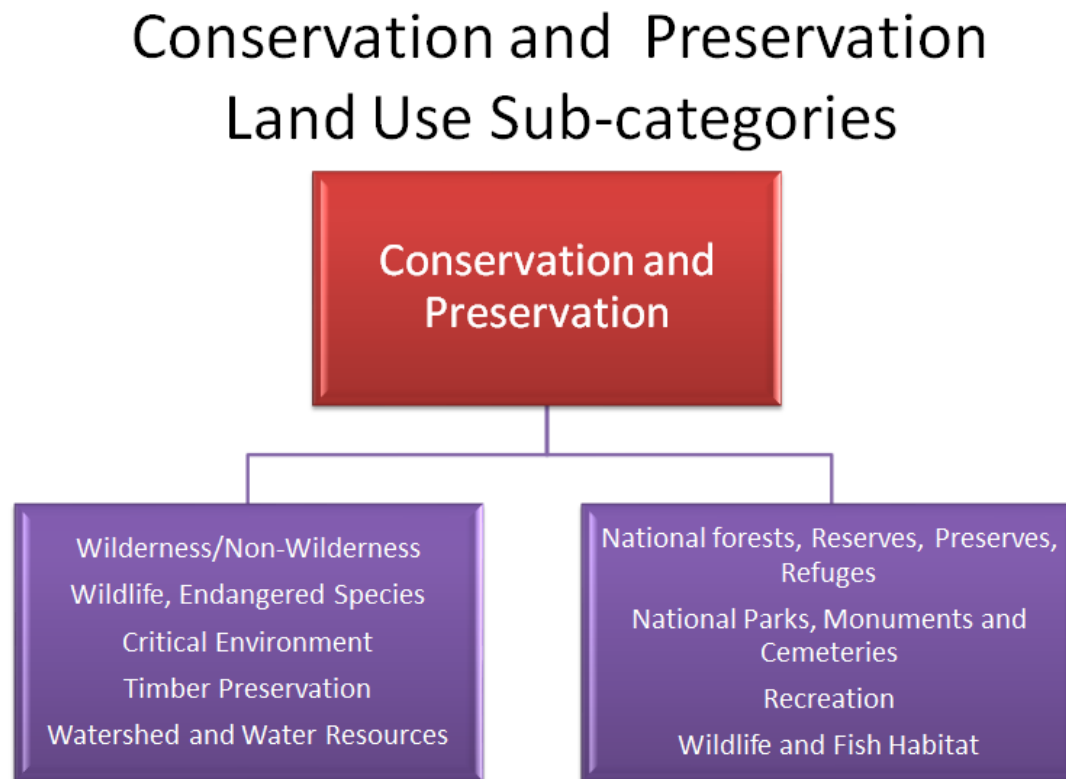 Conservation and Preservation
Land Use Sub-categories
Conservation and
Preservation
Wilderness/Non-Wilderness
Wildlife, Endangered Species
Critical Environment
Timber Preservation
Watershed and Water Resources
National forests, Reserves, Preserves,
Refuges
National Parks, Monuments and
Cemeteries
Recreation
Wildlife and Fish Habitat